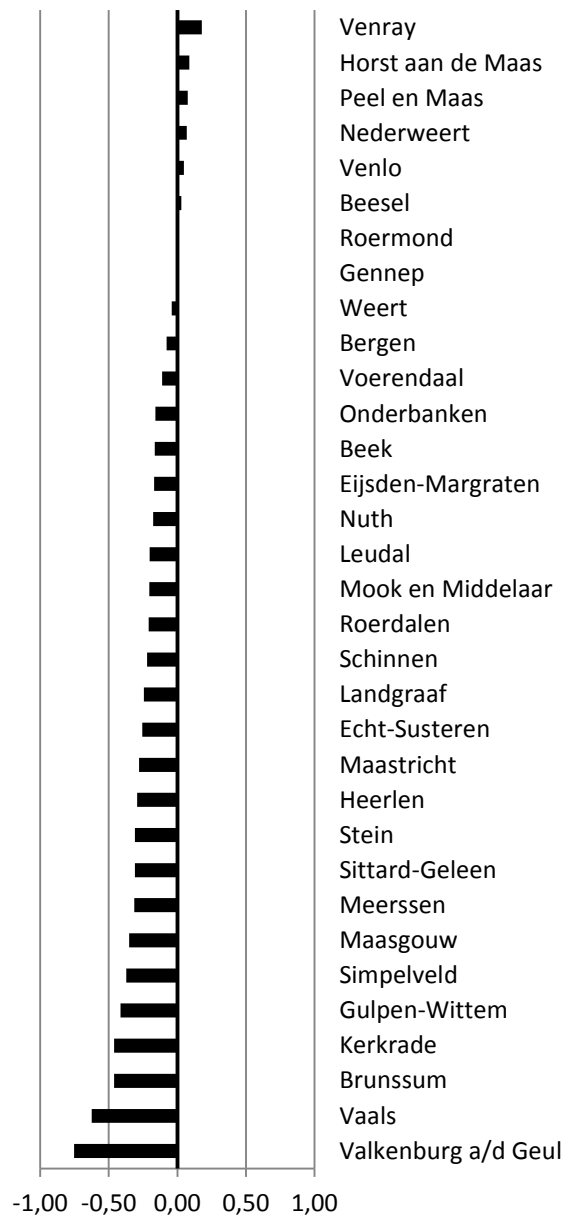 Venray
Horst aan de Maas
Peel en Maas
Nederweert
Venlo
Beesel
Roermond
Gennep
Weert
Bergen
Voerendaal
Onderbanken
Beek
Eijsden-Margraten
Nuth
Leudal
Mook en Middelaar
Roerdalen
Schinnen
Landgraaf
Echt-Susteren
Maastricht
Heerlen
Stein
Sittard-Geleen
Meerssen
Maasgouw
Simpelveld
Gulpen-Wittem
Kerkrade
Brunssum
Vaals
Valkenburg a/d Geul
-1,00 -0,50 0,00 0,50 1,00